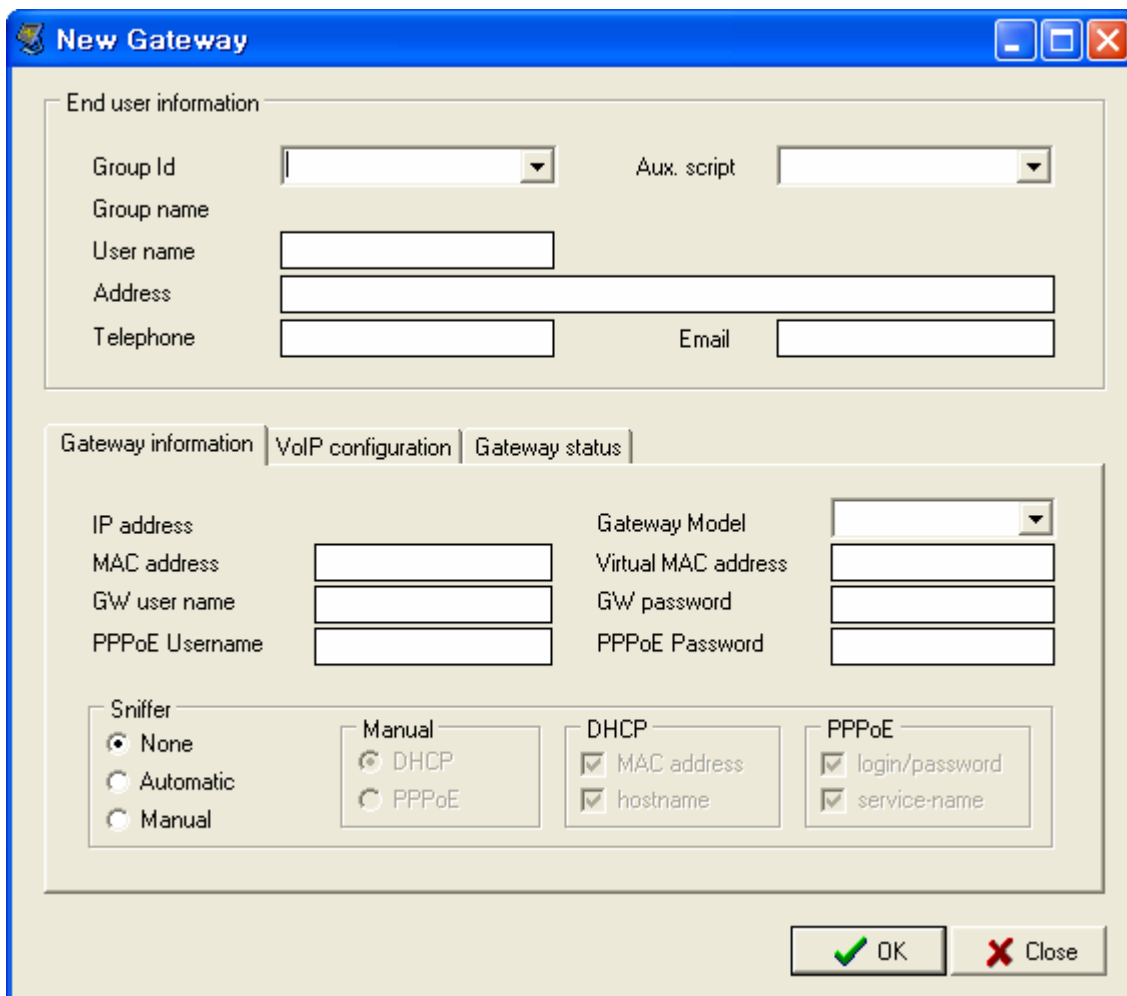 New Gateway
End user information
Group Id Aux. script
Group name
User name
Address
Telephone Email
Gateway information VoIP configuration Gateway status
IP address Gateway Model
MAC address Virtual MAC address
GW user name GW password
PPPoE Username PPPoE Password
Sniffer
None
Automatic
Manual
Manual
DHCP
PPPoE
DHCP
MAC address
hostname
PPPoE
login/password
service-name
OK Close